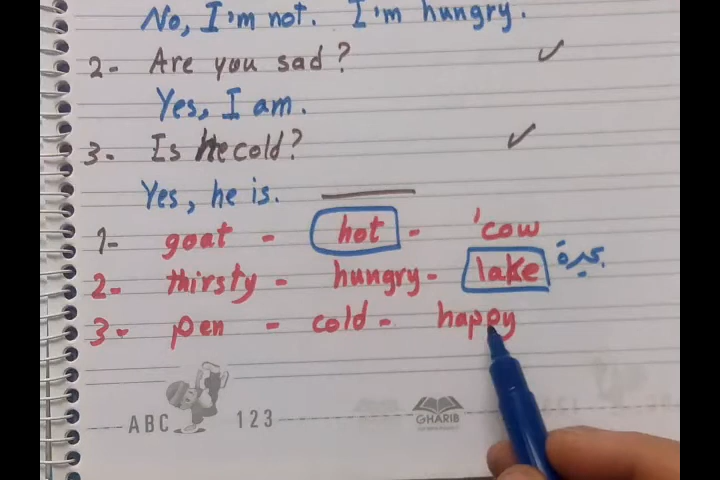 No, I'm not. I'm hungry.
2- Are you sad?
Yes, I am.
3- Is he cold?
Yes, he is.
1- goat - hot - cow
2- thirsty - hungry - lake
3- pen - cold - happy
ABC 123
GHARIB